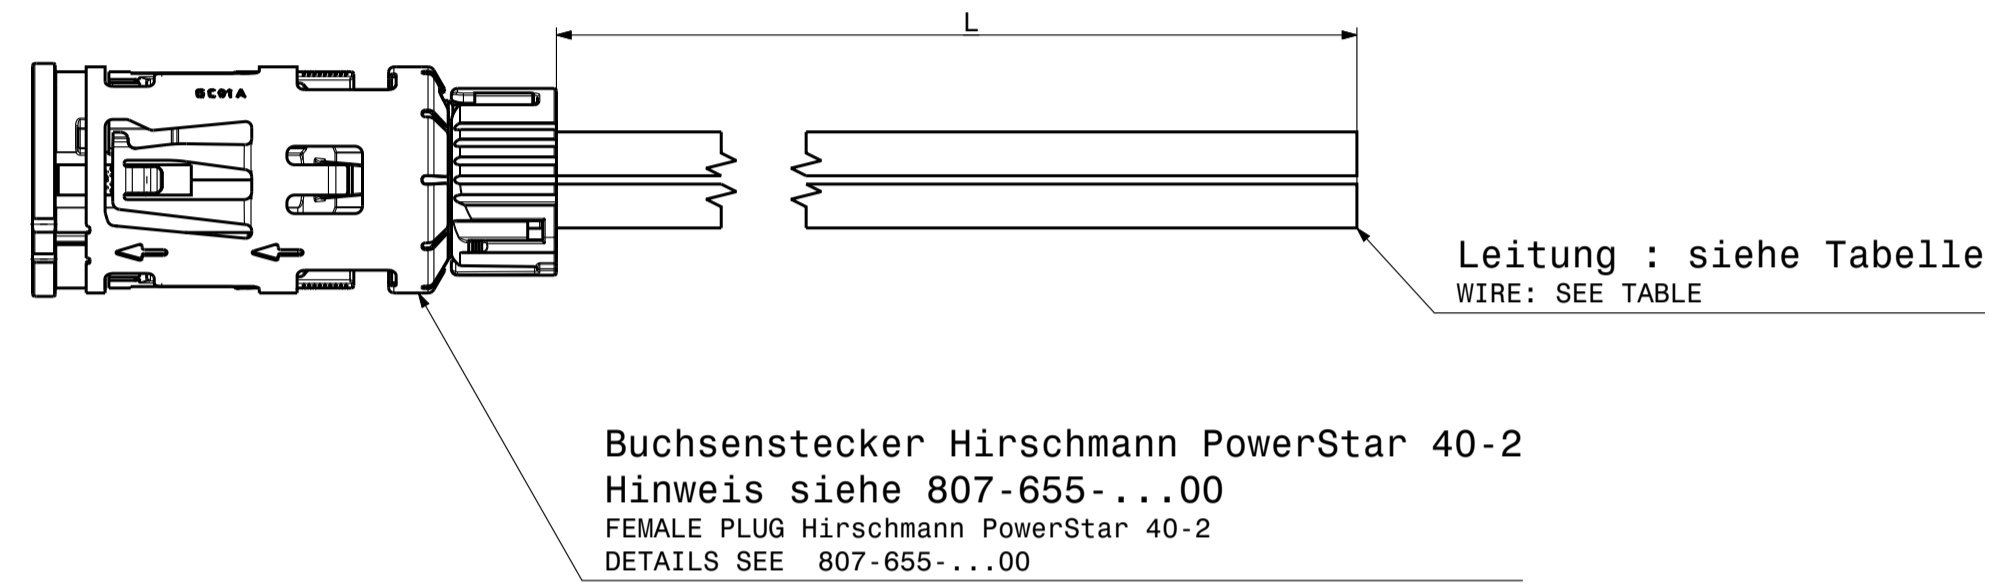 L
GC01A
Leitung : siehe Tabelle
WIRE: SEE TABLE
Buchsenstecker Hirschmann PowerStar 40-2
Hinweis siehe 807-655-...00
FEMALE PLUG Hirschmann PowerStar 40-2
DETAILS SEE  807-655-...00